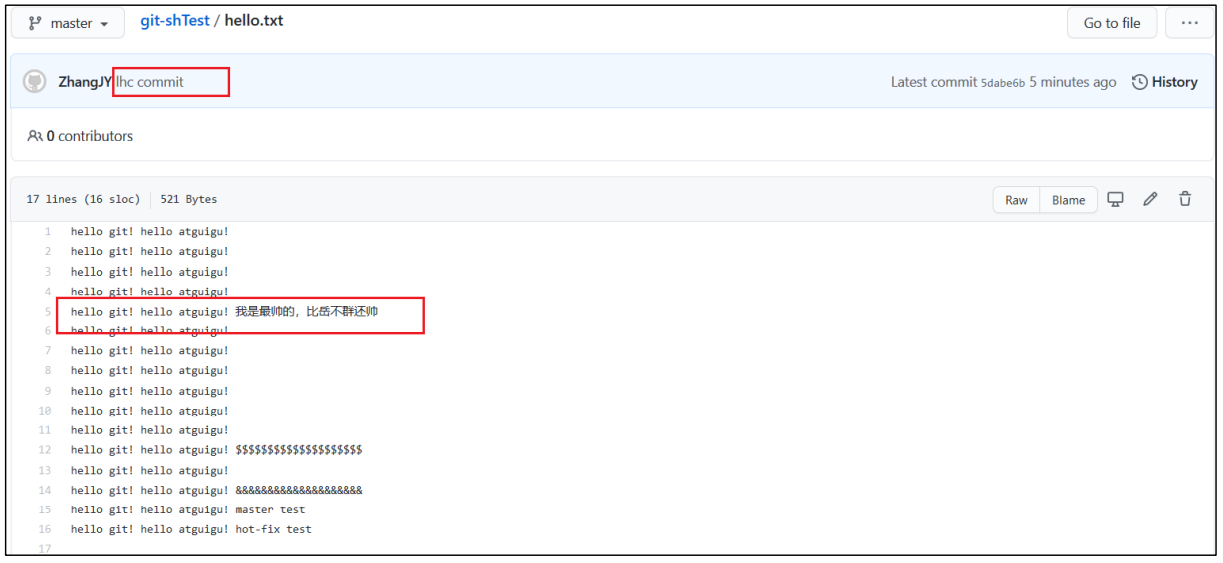 master git-shTest / hello.txt Go to file ...
ZhangJY lhc commit Latest commit 5dabe6b 5 minutes ago History
0 contributors
17 lines (16 sloc) 521 Bytes Raw Blame
1 hello git! hello atguigu!
2 hello git! hello atguigu!
3 hello git! hello atguigu!
4 hello git! hello atguigu!
5 hello git! hello atguigu! 我是最帅的，比岳不群还帅
6 hello git! hello atguigu!
7 hello git! hello atguigu!
8 hello git! hello atguigu!
9 hello git! hello atguigu!
10 hello git! hello atguigu!
11 hello git! hello atguigu!
12 hello git! hello atguigu! $$$$$$$$$$$$$$$$$$$$
13 hello git! hello atguigu!
14 hello git! hello atguigu! &&&&&&&&&&&&&&&&&&&&
15 hello git! hello atguigu! master test
16 hello git! hello atguigu! hot-fix test
17